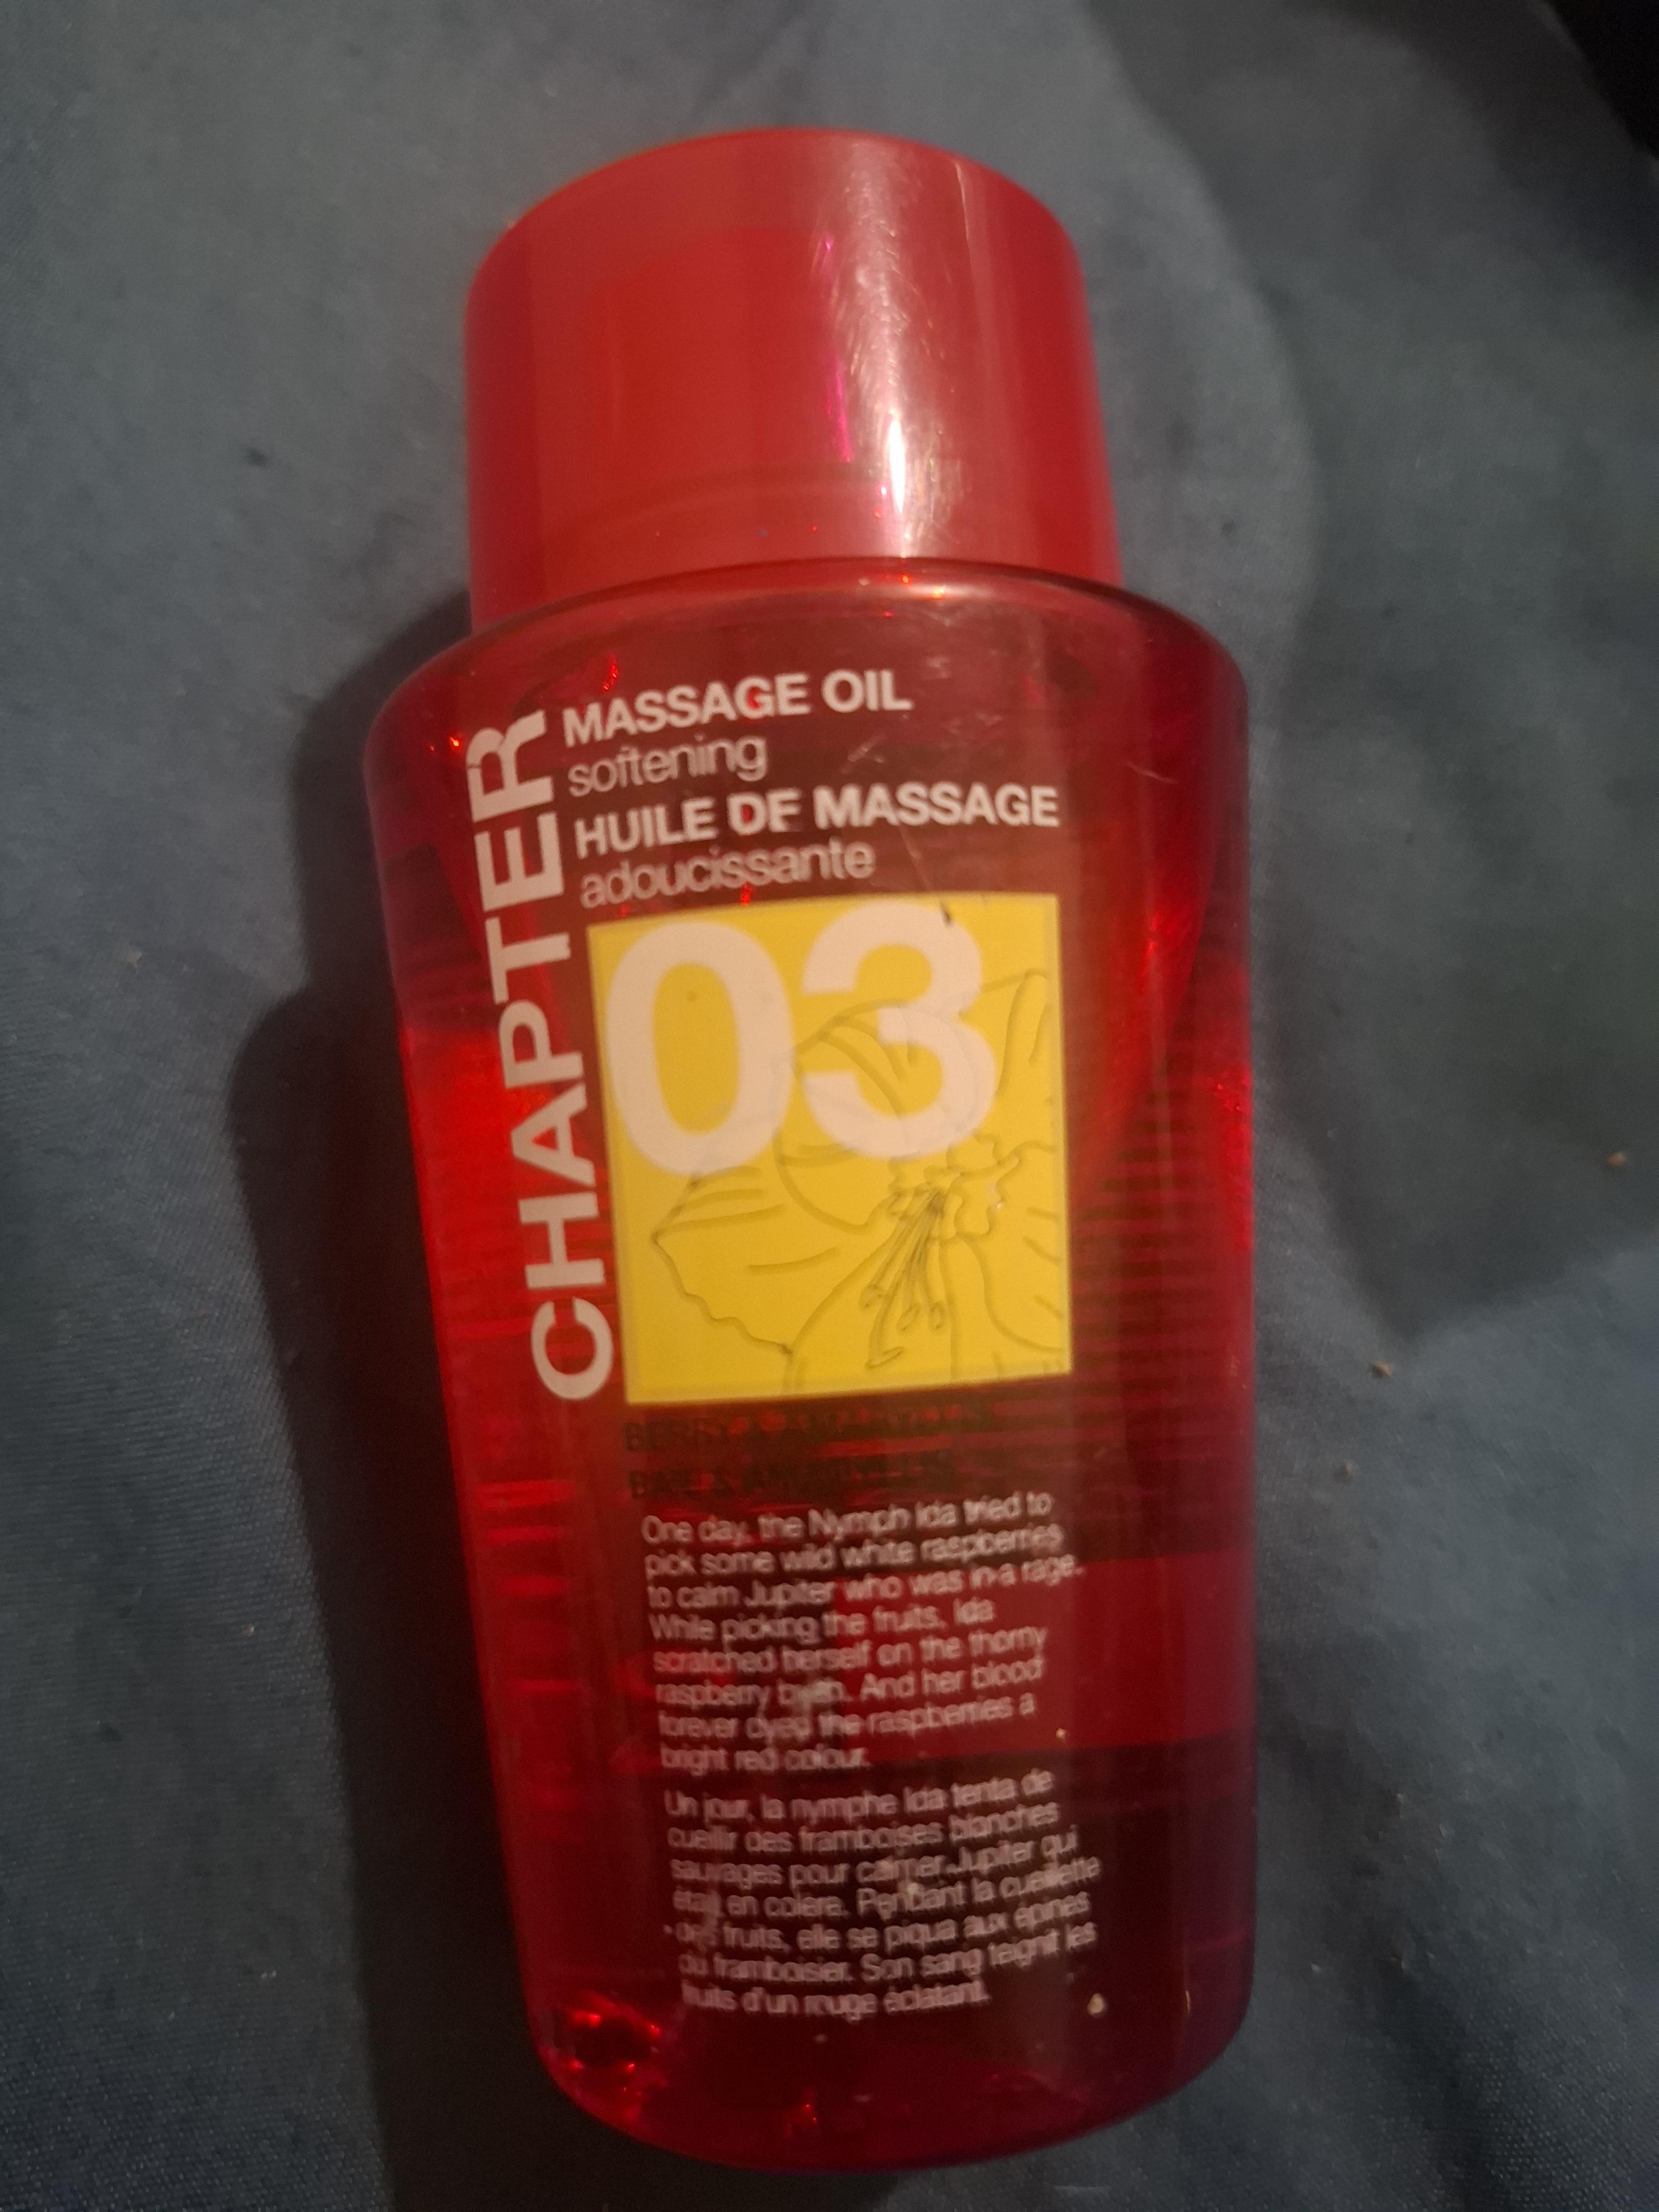 CHAPTER
MASSAGE OIL
softening
HUILE DE MASSAGE
adoucissante
03
BERRY &
BAIE & AMARYLLIS
One day, the Nymph Ida tried to
pick some wild white raspberries
to calm Jupiter who was in a rage.
While picking the fruits, Ida
scratched herself on the thorny
raspberry bush. And her blood
forever dyed the raspberries a
bright red colour.
Un jour, la nymphe Ida tenta de
cueillir des framboises blanches
sauvages pour calmer Jupiter qui
était en colère. Pendant la cueillette
des fruits, elle se piqua aux épines
du framboisier. Son sang teignit les
fruits d'un rouge éclatant.